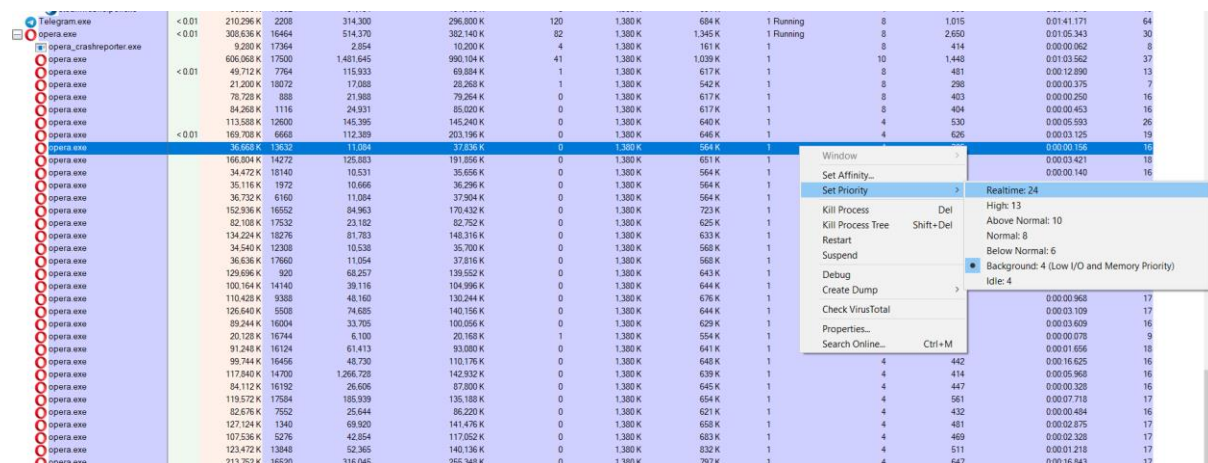 Telegram.exe < 0.01 210,296 K 2208 314,300 296,800 K 120 1,380 K 684 K 1 Running 8 1,015 0:01:41.171 64
opera.exe < 0.01 308,636 K 16464 514,370 382,140 K 82 1,380 K 1,345 K 1 Running 8 2,650 0:01:05.343 30
opera_crashreporter.exe 9,280 K 17364 2,854 10,200 K 4 1,380 K 161 K 1 8 414 0:00:00.062 8
opera.exe 606,068 K 17500 1,481,645 990,104 K 41 1,380 K 1,039 K 1 10 1,448 0:01:03.562 37
opera.exe < 0.01 49,712 K 7764 115,933 69,884 K 1 1,380 K 617 K 1 8 481 0:00:12.890 13
opera.exe 21,200 K 18072 17,088 28,268 K 1 1,380 K 542 K 1 8 298 0:00:00.375 7
opera.exe 78,728 K 888 21,988 79,264 K 0 1,380 K 617 K 1 8 403 0:00:00.250 16
opera.exe 84,268 K 1116 24,931 85,020 K 0 1,380 K 617 K 1 8 404 0:00:00.453 16
opera.exe 113,588 K 12600 145,395 145,240 K 0 1,380 K 640 K 1 4 530 0:00:05.593 26
opera.exe < 0.01 169,708 K 6668 112,389 203,196 K 0 1,380 K 646 K 1 4 626 0:00:03.125 19
opera.exe 36,668 K 13632 11,084 37,836 K 0 1,380 K 564 K 1 0:00:00.156 16
opera.exe 166,804 K 14272 125,883 191,856 K 0 1,380 K 651 K 1 Window 0:00:03.421 18
opera.exe 34,472 K 18140 10,531 35,656 K 0 1,380 K 564 K 1 Set Affinity... 0:00:00.140 16
opera.exe 35,116 K 1972 10,666 36,296 K 0 1,380 K 564 K 1 Set Priority Realtime: 24
opera.exe 36,732 K 6160 11,084 37,904 K 0 1,380 K 564 K 1 High: 13
opera.exe 152,936 K 16552 84,963 170,432 K 0 1,380 K 723 K 1 Kill Process Del Above Normal: 10
opera.exe 82,108 K 17532 23,182 82,752 K 0 1,380 K 625 K 1 Kill Process Tree Shift+Del Normal: 8
opera.exe 134,224 K 18276 81,783 148,316 K 0 1,380 K 633 K 1 Restart
opera.exe 34,540 K 12308 10,538 35,700 K 0 1,380 K 568 K 1 Suspend Below Normal: 6
opera.exe 36,636 K 17660 11,054 37,816 K 0 1,380 K 568 K 1 Background: 4 (Low I/O and Memory Priority)
opera.exe 129,696 K 920 68,257 139,552 K 0 1,380 K 643 K 1 Debug Idle: 4
opera.exe 100,164 K 14140 39,116 104,996 K 0 1,380 K 644 K 1 Create Dump
opera.exe 110,428 K 9388 48,160 130,244 K 0 1,380 K 676 K 1 0:00:00.968 17
opera.exe 126,640 K 5508 74,685 140,156 K 0 1,380 K 644 K 1 Check VirusTotal 0:00:03.109 17
opera.exe 89,244 K 16004 33,705 100,056 K 0 1,380 K 629 K 1 0:00:03.609 16
opera.exe 20,128 K 16744 6,100 20,168 K 1 1,380 K 554 K 1 Properties... 0:00:00.078 9
opera.exe 91,248 K 16124 61,413 93,080 K 0 1,380 K 641 K 1 Search Online... Ctrl+M 0:00:01.656 18
opera.exe 99,744 K 16456 48,730 110,176 K 0 1,380 K 648 K 1 4 442 0:00:16.625 16
opera.exe 117,840 K 14700 1,266,728 142,932 K 0 1,380 K 639 K 1 4 414 0:00:05.968 16
opera.exe 84,112 K 16192 26,606 87,800 K 0 1,380 K 645 K 1 4 447 0:00:00.328 16
opera.exe 119,572 K 17584 185,939 135,188 K 0 1,380 K 654 K 1 4 561 0:00:07.718 17
opera.exe 82,676 K 7552 25,644 86,220 K 0 1,380 K 621 K 1 4 432 0:00:00.484 16
opera.exe 127,124 K 1340 69,920 141,476 K 0 1,380 K 658 K 1 4 481 0:00:02.875 17
opera.exe 107,536 K 5276 42,854 117,052 K 0 1,380 K 683 K 1 4 469 0:00:02.328 17
opera.exe 123,472 K 13848 52,365 140,136 K 0 1,380 K 832 K 1 4 511 0:00:01.218 17
opera.exe 213,752 K 16520 316,045 255,348 K 0 1,380 K 797 K 1 4 647 0:00:16.843 17